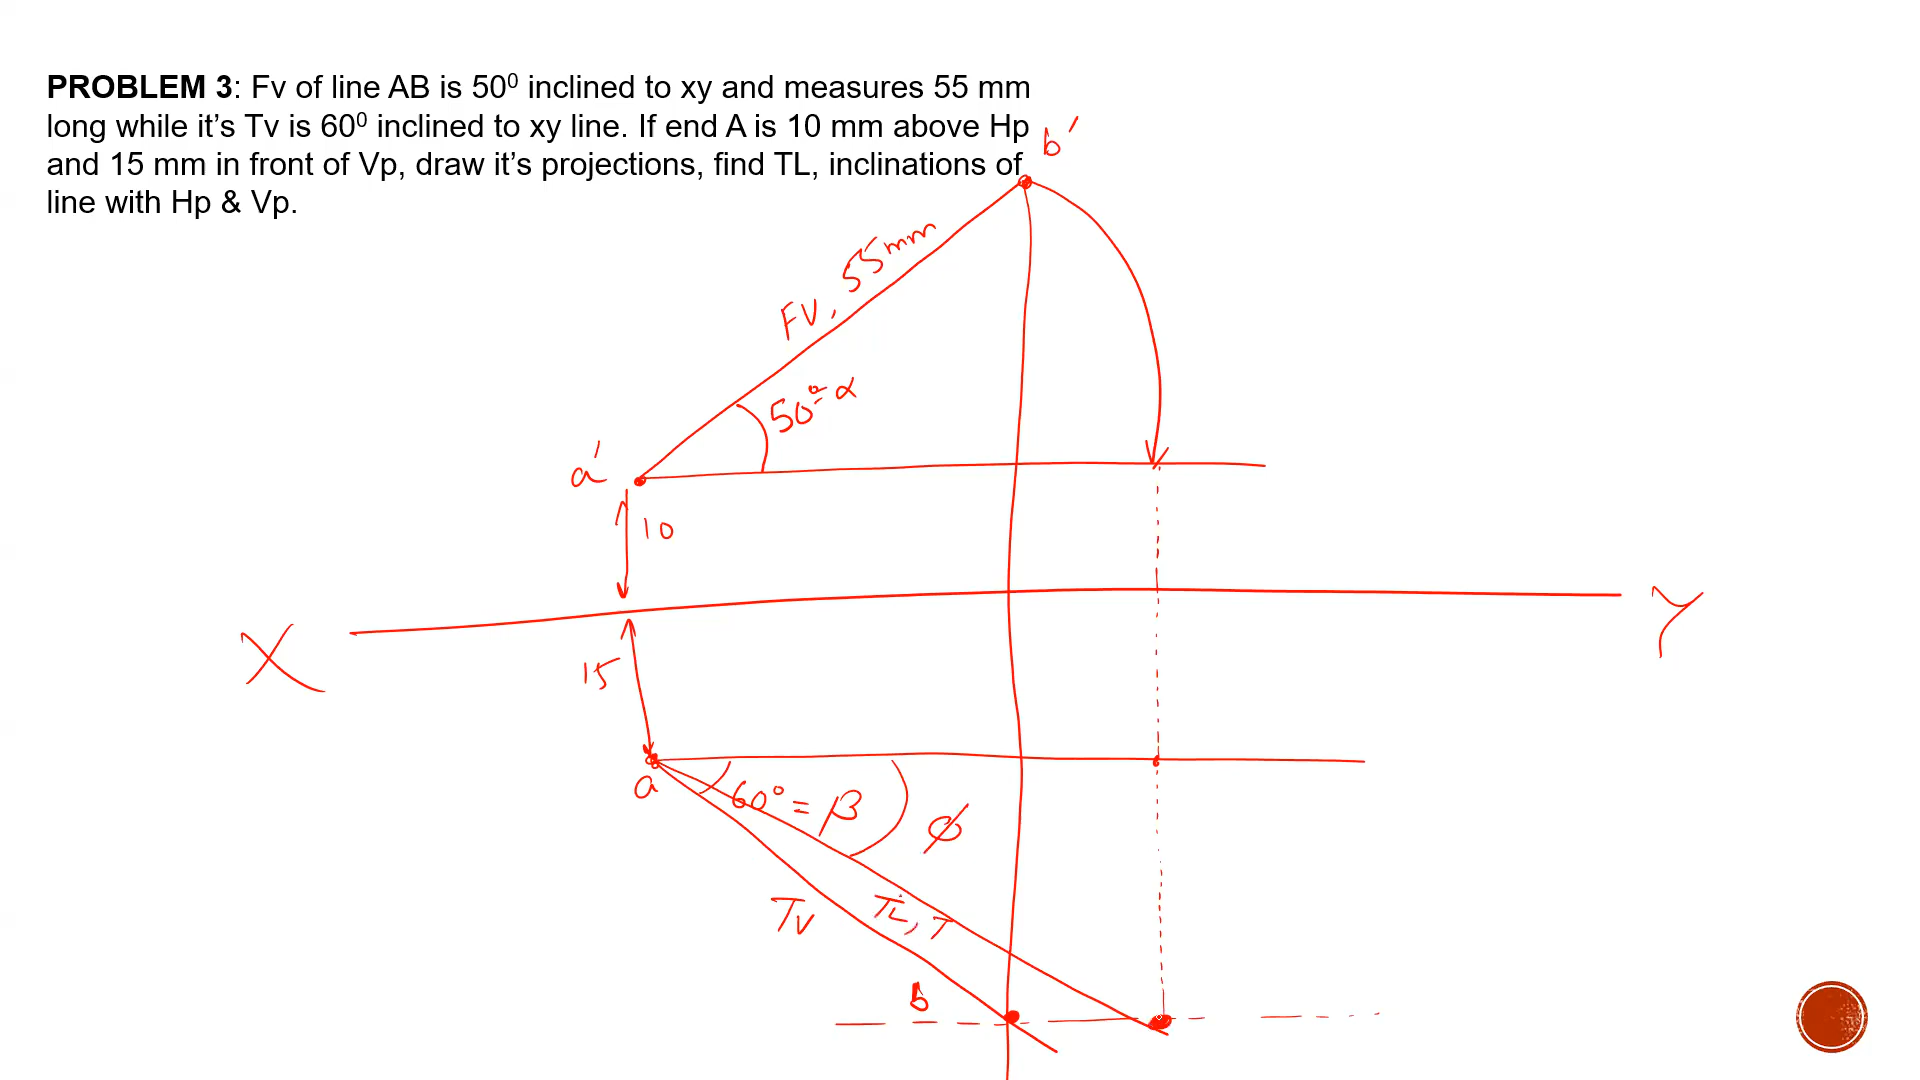 PROBLEM 3: Fv of line AB is 50⁰ inclined to xy and measures 55 mm
long while it’s Tv is 60⁰ inclined to xy line. If end A is 10 mm above Hp
and 15 mm in front of Vp, draw it’s projections, find TL, inclinations of
line with Hp & Vp.
b'
FV, 55mm
50° = α
a'
10
X
Y
15
a
60° = β
ϕ
TV
TL, T
b